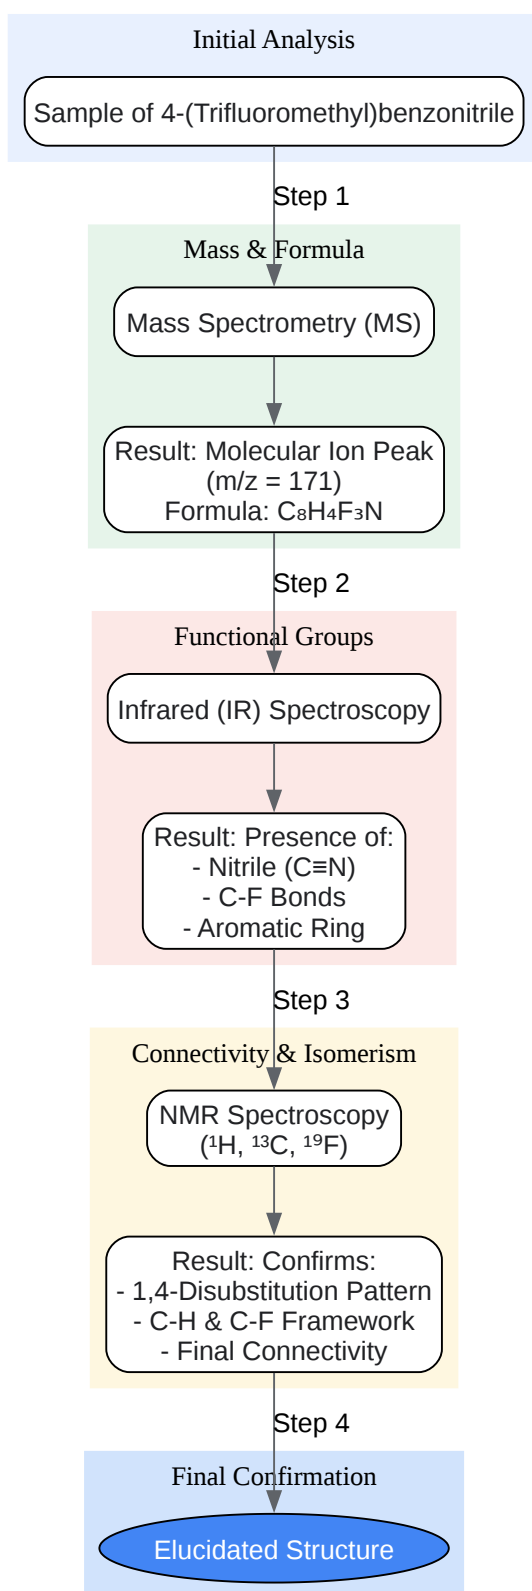 Initial Analysis
Sample of 4-(Trifluoromethyl)benzonitrile
Step 1
Mass & Formula
Mass Spectrometry (MS)
Result: Molecular Ion Peak
(m/z = 171)
Formula: C₈H₄F₃N
Step 2
Functional Groups
Infrared (IR) Spectroscopy
Result: Presence of:
- Nitrile (C≡N)
- C-F Bonds
- Aromatic Ring
Step 3
Connectivity & Isomerism
NMR Spectroscopy
(¹H, ¹³C, ¹⁹F)
Result: Confirms:
- 1,4-Disubstitution Pattern
- C-H & C-F Framework
- Final Connectivity
Step 4
Final Confirmation
Elucidated Structure